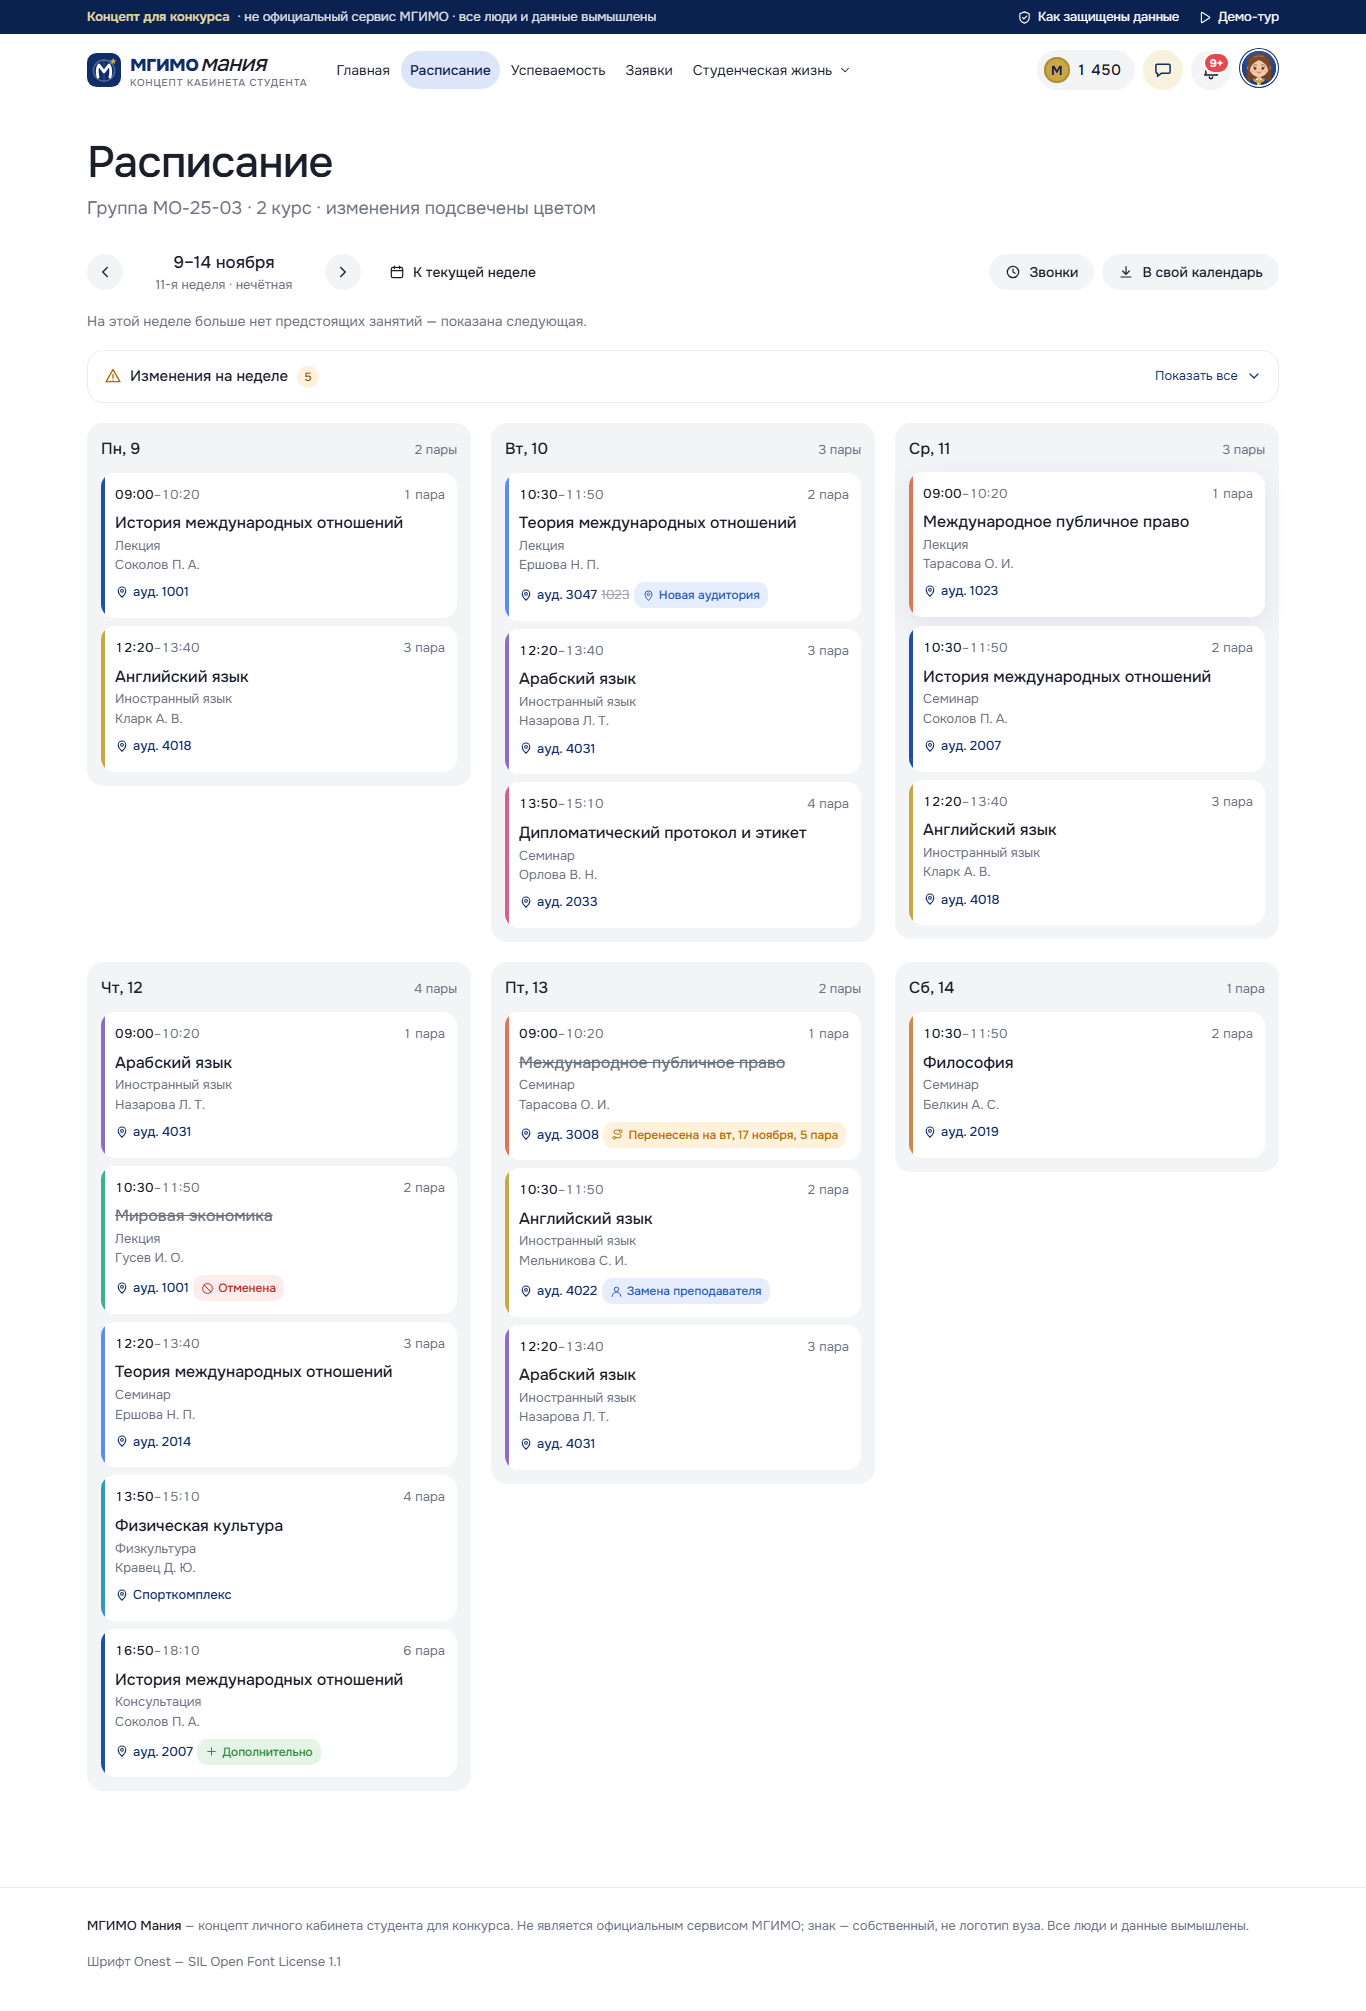 Концепт для конкурса · не официальный сервис МГИМО · все люди и данные вымышлены
Как защищены данные
Демо-тур
М МГИМО мания
КОНЦЕПТ КАБИНЕТА СТУДЕНТА
Главная
Расписание
Успеваемость
Заявки
Студенческая жизнь
М 1 450
9+
Расписание
Группа МО-25-03 · 2 курс · изменения подсвечены цветом
9–14 ноября
11-я неделя · нечётная
К текущей неделе
Звонки
В свой календарь
На этой неделе больше нет предстоящих занятий — показана следующая.
Изменения на неделе 5
Показать все
Пн, 9 2 пары
09:00–10:20 1 пара
История международных отношений
Лекция
Соколов П. А.
ауд. 1001
12:20–13:40 3 пара
Английский язык
Иностранный язык
Кларк А. В.
ауд. 4018
Вт, 10 3 пары
10:30–11:50 2 пара
Теория международных отношений
Лекция
Ершова Н. П.
ауд. 3047 1023 Новая аудитория
12:20–13:40 3 пара
Арабский язык
Иностранный язык
Назарова Л. Т.
ауд. 4031
13:50–15:10 4 пара
Дипломатический протокол и этикет
Семинар
Орлова В. Н.
ауд. 2033
Ср, 11 3 пары
09:00–10:20 1 пара
Международное публичное право
Лекция
Тарасова О. И.
ауд. 1023
10:30–11:50 2 пара
История международных отношений
Семинар
Соколов П. А.
ауд. 2007
12:20–13:40 3 пара
Английский язык
Иностранный язык
Кларк А. В.
ауд. 4018
Чт, 12 4 пары
09:00–10:20 1 пара
Арабский язык
Иностранный язык
Назарова Л. Т.
ауд. 4031
10:30–11:50 2 пара
Мировая экономика
Лекция
Гусев И. О.
ауд. 1001 Отменена
12:20–13:40 3 пара
Теория международных отношений
Семинар
Ершова Н. П.
ауд. 2014
13:50–15:10 4 пара
Физическая культура
Физкультура
Кравец Д. Ю.
Спорткомплекс
16:50–18:10 6 пара
История международных отношений
Консультация
Соколов П. А.
ауд. 2007 Дополнительно
Пт, 13 2 пары
09:00–10:20 1 пара
Международное публичное право
Семинар
Тарасова О. И.
ауд. 3008 Перенесена на вт, 17 ноября, 5 пара
10:30–11:50 2 пара
Английский язык
Иностранный язык
Мельникова С. И.
ауд. 4022 Замена преподавателя
12:20–13:40 3 пара
Арабский язык
Иностранный язык
Назарова Л. Т.
ауд. 4031
Сб, 14 1 пара
10:30–11:50 2 пара
Философия
Семинар
Белкин А. С.
ауд. 2019
МГИМО Мания — концепт личного кабинета студента для конкурса. Не является официальным сервисом МГИМО; знак — собственный, не логотип вуза. Все люди и данные вымышлены.
Шрифт Onest — SIL Open Font License 1.1